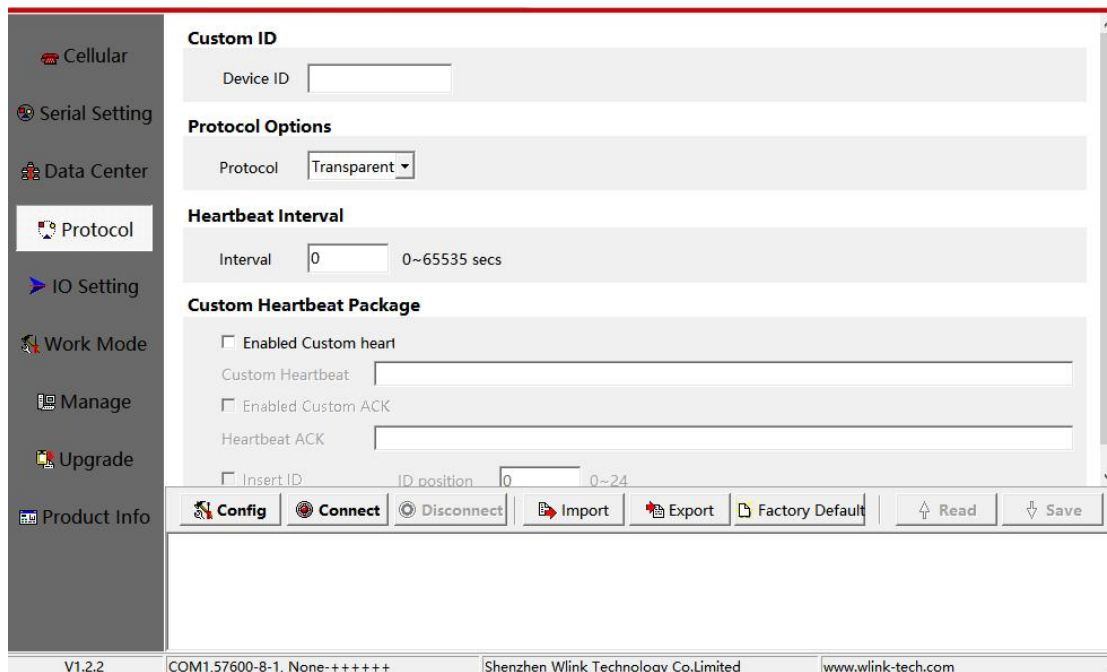 Cellular
Serial Setting
Data Center
Protocol
IO Setting
Work Mode
Manage
Upgrade
Product Info
Custom ID
Device ID
Protocol Options
Protocol Transparent
Heartbeat Interval
Interval 0 0~65535 secs
Custom Heartbeat Package
Enabled Custom heart
Custom Heartbeat
Enabled Custom ACK
Heartbeat ACK
Insert ID ID position 0 0~24
Config Connect Disconnect Import Export Factory Default Read Save
V1.2.2 COM1,57600-8-1, None-++++++ Shenzhen Wlink Technology Co.Limited www.wlink-tech.com